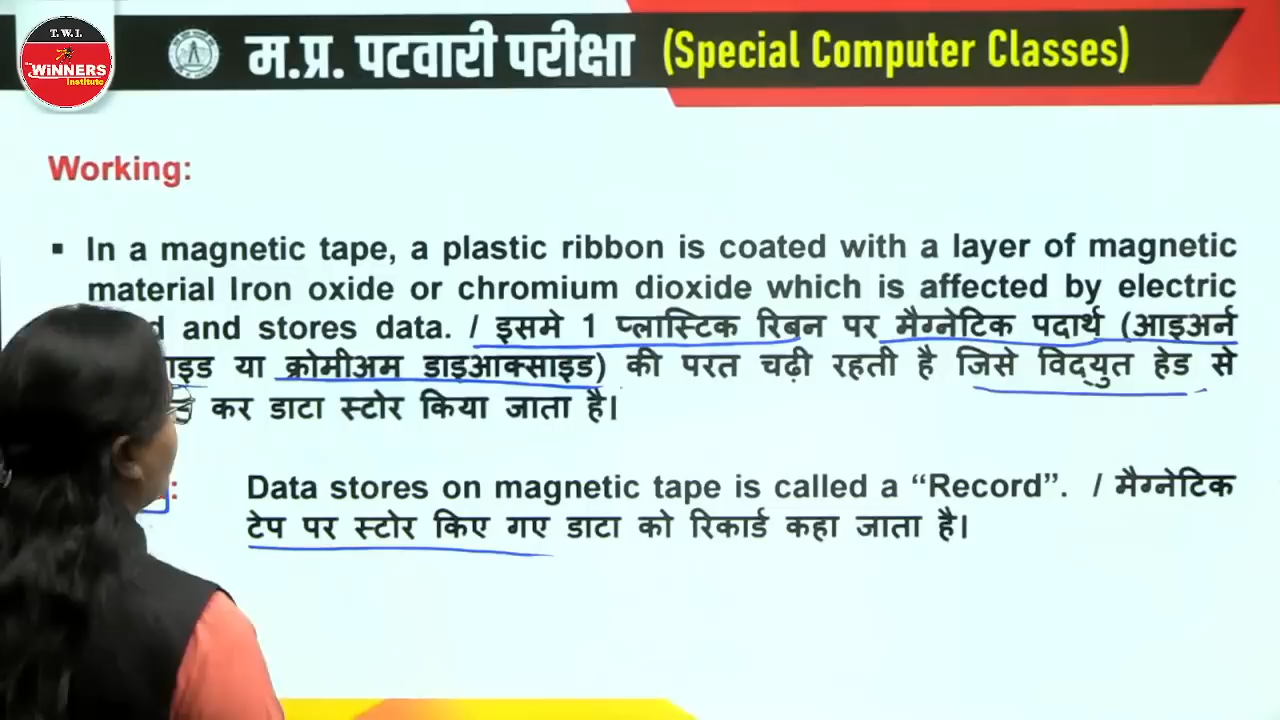 T.W.I.
WiNNERS
institute
म.प्र. पटवारी परीक्षा (Special Computer Classes)
Working:
▪ In a magnetic tape, a plastic ribbon is coated with a layer of magnetic
material Iron oxide or chromium dioxide which is affected by electric
and stores data. / इसमे 1 प्लास्टिक रिबन पर मैग्नेटिक पदार्थ (आइअर्न
या क्रोमीअम डाइआक्साइड) की परत चढ़ी रहती है जिसे विद्युत हेड से
कर डाटा स्टोर किया जाता है।
Data stores on magnetic tape is called a “Record”. / मैग्नेटिक
टेप पर स्टोर किए गए डाटा को रिकार्ड कहा जाता है।